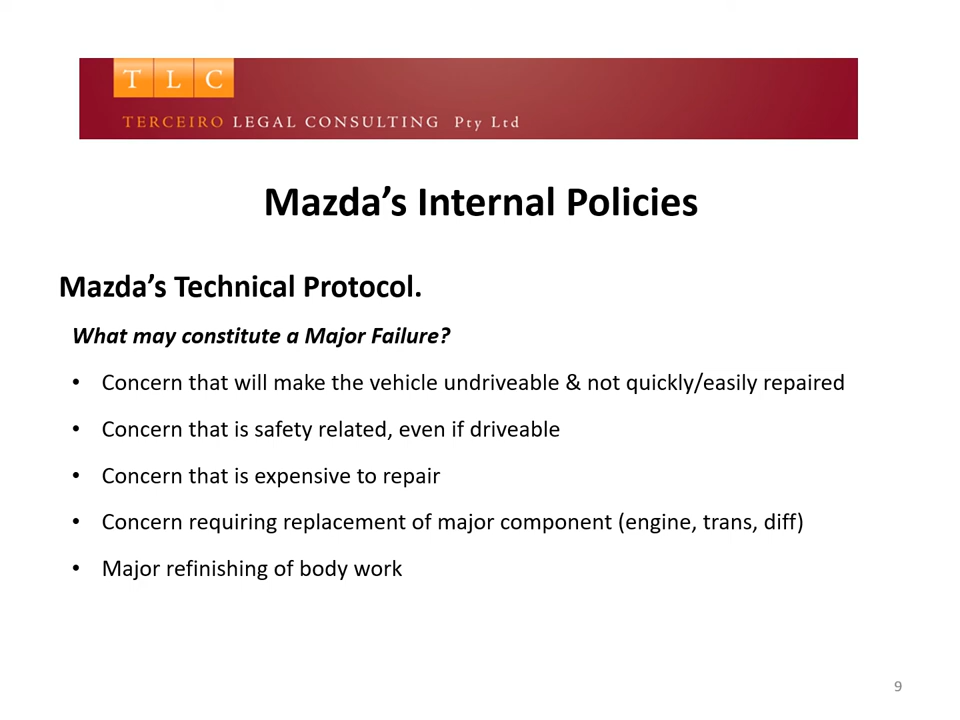 T L C
TERCEIRO LEGAL CONSULTING Pty Ltd
Mazda’s Internal Policies
Mazda’s Technical Protocol.
What may constitute a Major Failure?
• Concern that will make the vehicle undriveable & not quickly/easily repaired
• Concern that is safety related, even if driveable
• Concern that is expensive to repair
• Concern requiring replacement of major component (engine, trans, diff)
• Major refinishing of body work
9